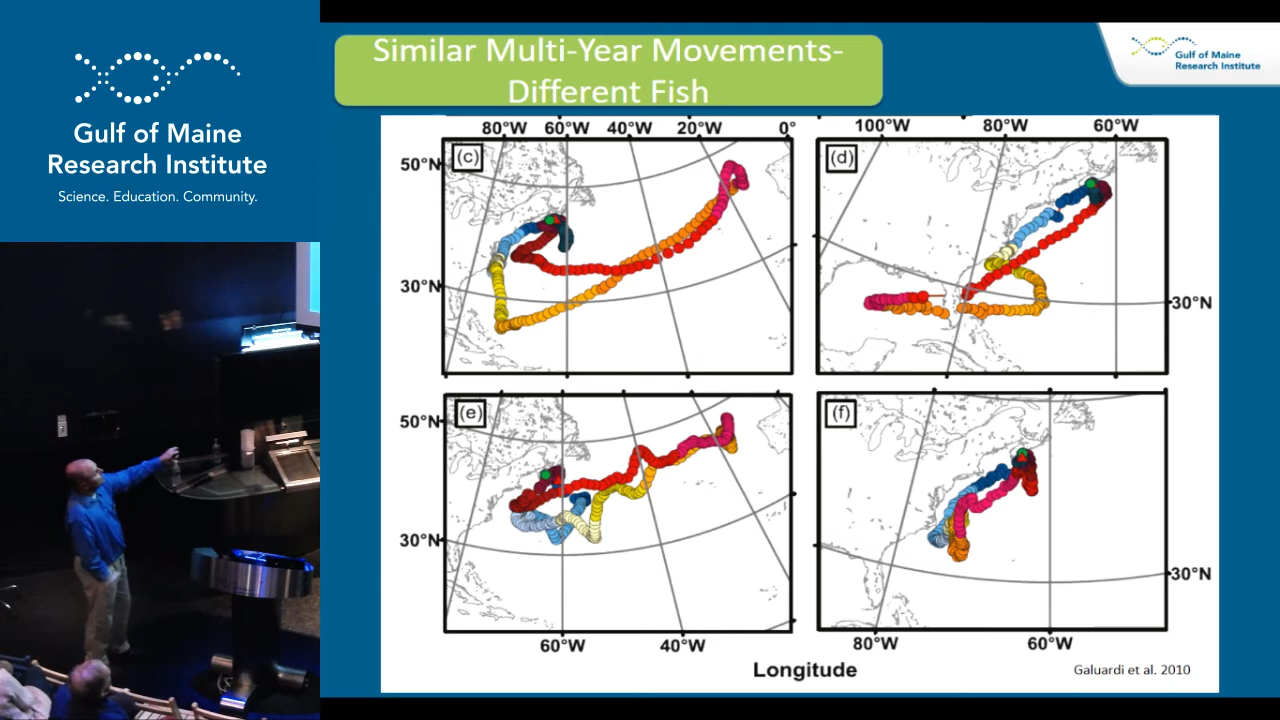 Gulf of Maine
Research Institute
Science. Education. Community.
Similar Multi-Year Movements-
Different Fish
Gulf of Maine
Research Institute
80°W 60°W 40°W 20°W 0°
100°W 80°W 60°W
50°N
(c)
(d)
30°N
30°N
50°N
(e)
(f)
30°N
30°N
60°W 40°W
80°W 60°W
Longitude
Galuardi et al. 2010